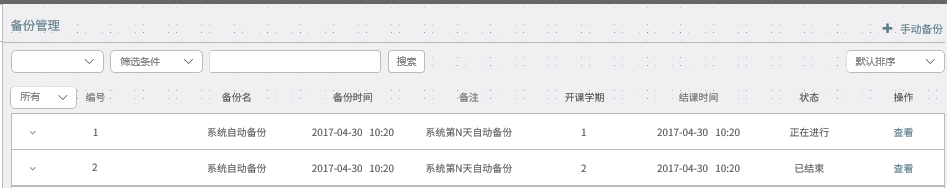 备份管理
+ 手动备份
筛选条件 搜索 默认排序
所有 编号 备份名 备份时间 备注 开课学期 结课时间 状态 操作
1 系统自动备份 2017-04-30 10:20 系统第N天自动备份 1 2017-04-30 10:20 正在进行 查看
2 系统自动备份 2017-04-30 10:20 系统第N天自动备份 2 2017-04-30 10:20 已结束 查看